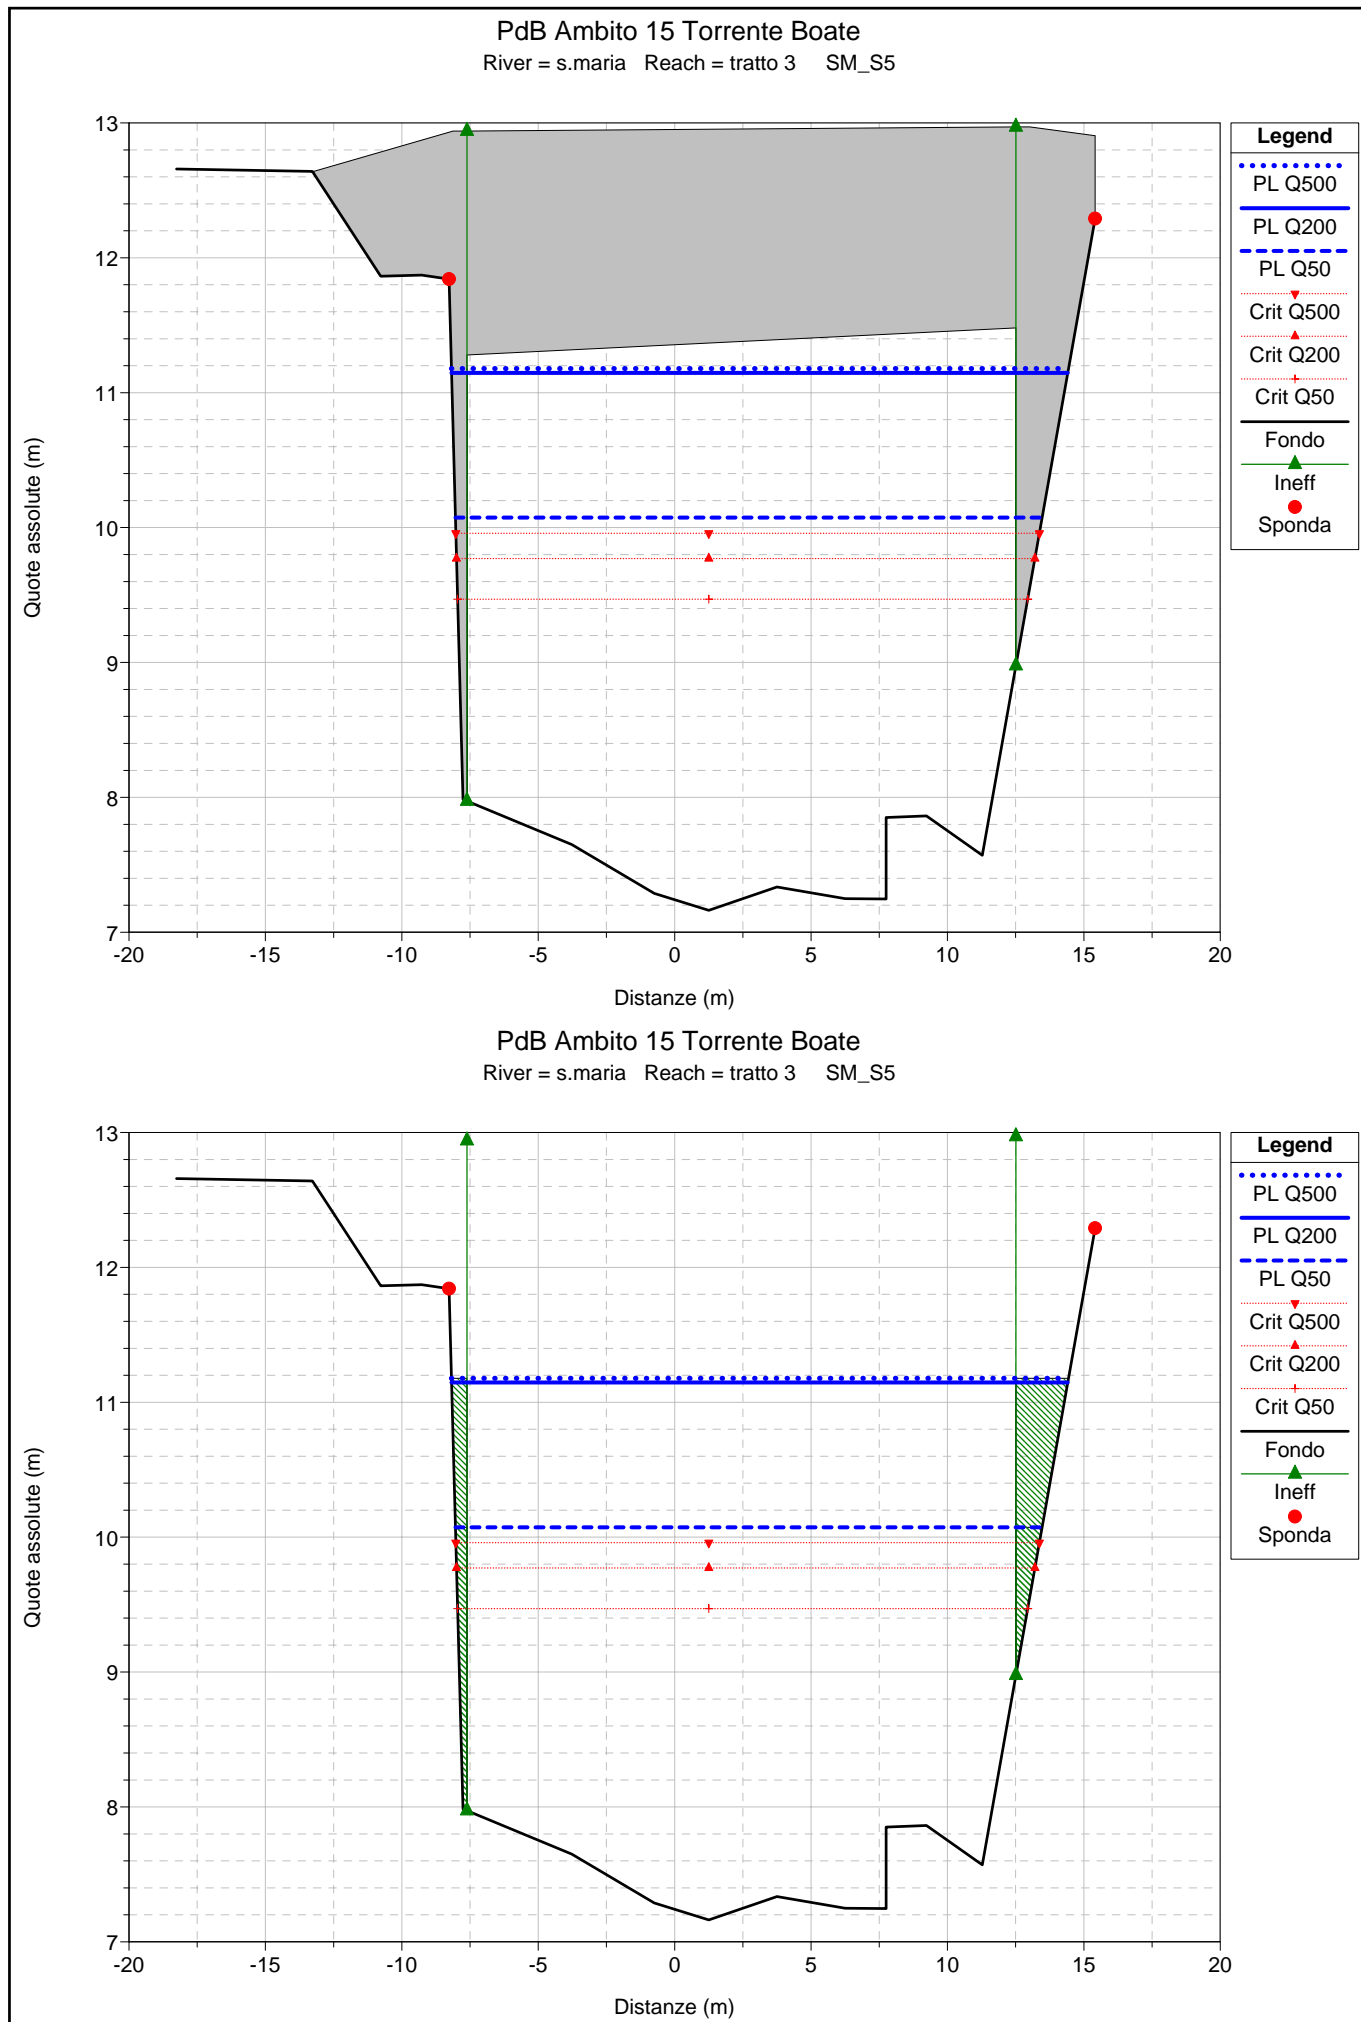 PdB Ambito 15 Torrente Boate
River = s.maria   Reach = tratto 3     SM_S5
13
12
11
10
9
8
7
Quote assolute (m)
-20 -15 -10 -5 0 5 10 15 20
Distanze (m)
Legend
PL Q500
PL Q200
PL Q50
Crit Q500
Crit Q200
Crit Q50
Fondo
Ineff
Sponda
PdB Ambito 15 Torrente Boate
River = s.maria   Reach = tratto 3     SM_S5
13
12
11
10
9
8
7
Quote assolute (m)
-20 -15 -10 -5 0 5 10 15 20
Distanze (m)
Legend
PL Q500
PL Q200
PL Q50
Crit Q500
Crit Q200
Crit Q50
Fondo
Ineff
Sponda